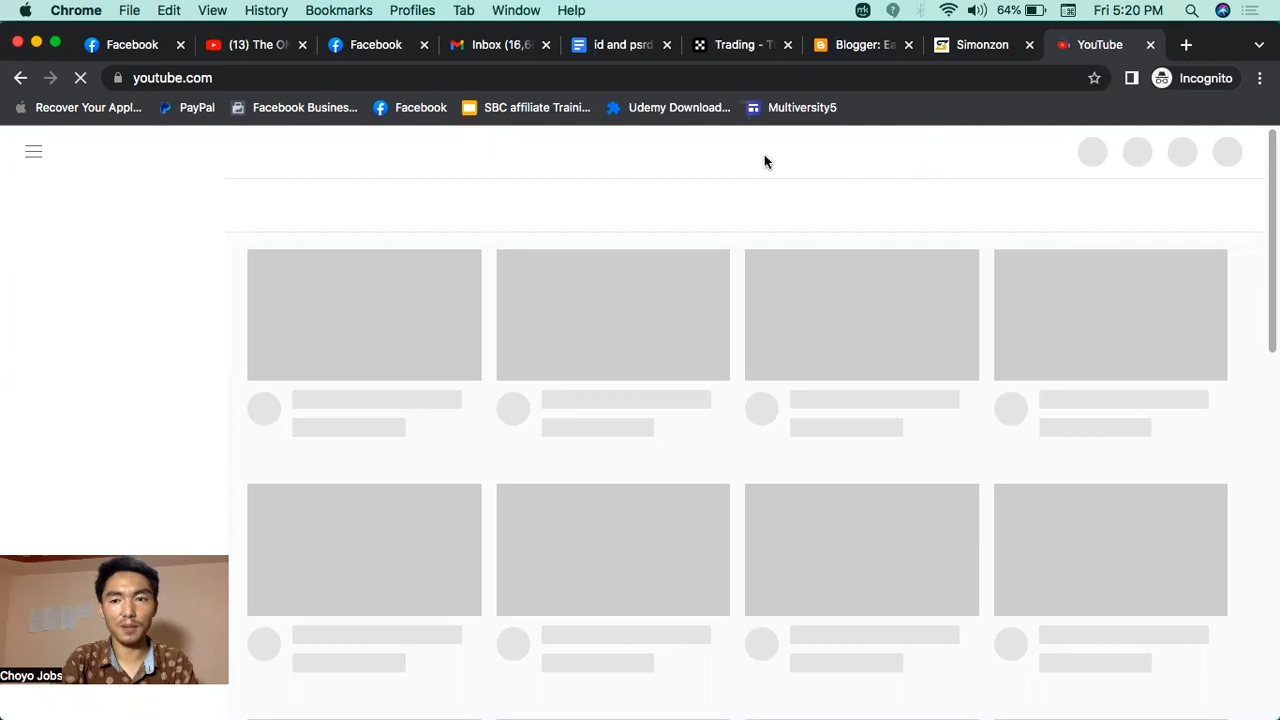 Chrome File Edit View History Bookmarks Profiles Tab Window Help 64% Fri 5:20 PM
Facebook (13) The Of Facebook Inbox (16,6 id and psrd Trading - Th Blogger: Ea Simonzon YouTube
youtube.com Incognito
Recover Your Appl... PayPal Facebook Busines... Facebook SBC affiliate Traini... Udemy Download... Multiversity5
Choyo Jobs